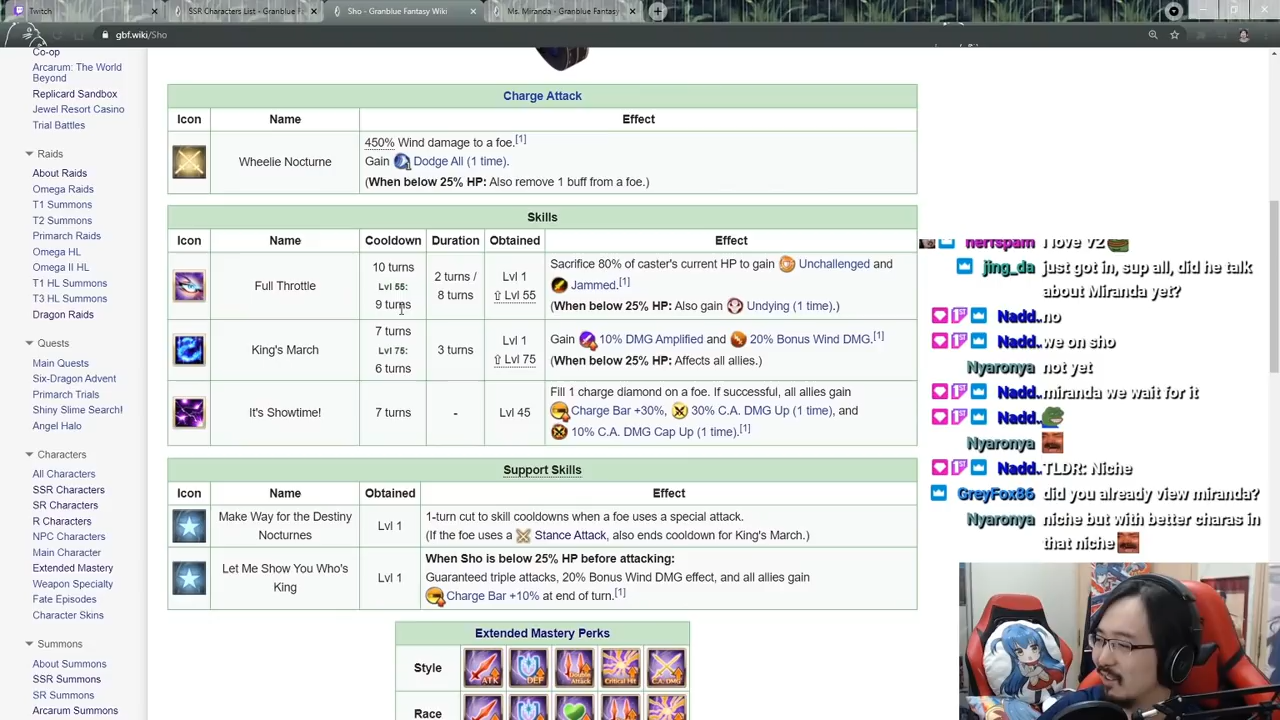 Twitch
SSR Characters List - Granblue F
Sho - Granblue Fantasy Wiki
Ms. Miranda - Granblue Fantasy
gbf.wiki/Sho
Co-op
Arcarum: The World
Beyond
Replicard Sandbox
Jewel Resort Casino
Trial Battles
Raids
About Raids
Omega Raids
T1 Summons
T2 Summons
Primarch Raids
Omega HL
Omega II HL
T1 HL Summons
T3 HL Summons
Dragon Raids
Quests
Main Quests
Six-Dragon Advent
Primarch Trials
Shiny Slime Search!
Angel Halo
Characters
All Characters
SSR Characters
SR Characters
R Characters
NPC Characters
Main Character
Extended Mastery
Weapon Specialty
Fate Episodes
Character Skins
Summons
About Summons
SSR Summons
SR Summons
Arcarum Summons
Charge Attack
Icon Name Effect
Wheelie Nocturne
450% Wind damage to a foe.[1]
Gain Dodge All (1 time).
(When below 25% HP: Also remove 1 buff from a foe.)
Skills
Icon Name Cooldown Duration Obtained Effect
Full Throttle
10 turns
Lvl 55:
9 turns
2 turns /
8 turns
Lvl 1
⇧ Lvl 55
Sacrifice 80% of caster's current HP to gain Unchallenged and
Jammed.[1]
(When below 25% HP: Also gain Undying (1 time).)
King's March
7 turns
Lvl 75:
6 turns
3 turns
Lvl 1
⇧ Lvl 75
Gain 10% DMG Amplified and 20% Bonus Wind DMG.[1]
(When below 25% HP: Affects all allies.)
It's Showtime!
7 turns
-
Lvl 45
Fill 1 charge diamond on a foe. If successful, all allies gain
Charge Bar +30%, 30% C.A. DMG Up (1 time), and
10% C.A. DMG Cap Up (1 time).[1]
Support Skills
Icon Name Obtained Effect
Make Way for the Destiny
Nocturnes
Lvl 1
1-turn cut to skill cooldowns when a foe uses a special attack.
(If the foe uses a Stance Attack, also ends cooldown for King's March.)
Let Me Show You Who's
King
Lvl 1
When Sho is below 25% HP before attacking:
Guaranteed triple attacks, 20% Bonus Wind DMG effect, and all allies gain
Charge Bar +10% at end of turn.[1]
Extended Mastery Perks
Style
ATK
DEF
Double Attack
Critical Hit
C.A. DMG
Race
nerfspam I love V2
jing_da just got in, sup all, did he talk
about Miranda yet?
Nadd.. no
Nadd.. we on sho
Nyaronya not yet
Nadd.. miranda we wait for it
Nadd..
Nyaronya
Nadd.. TLDR: Niche
GreyFox86 did you already view miranda?
Nyaronya niche but with better charas in
that niche